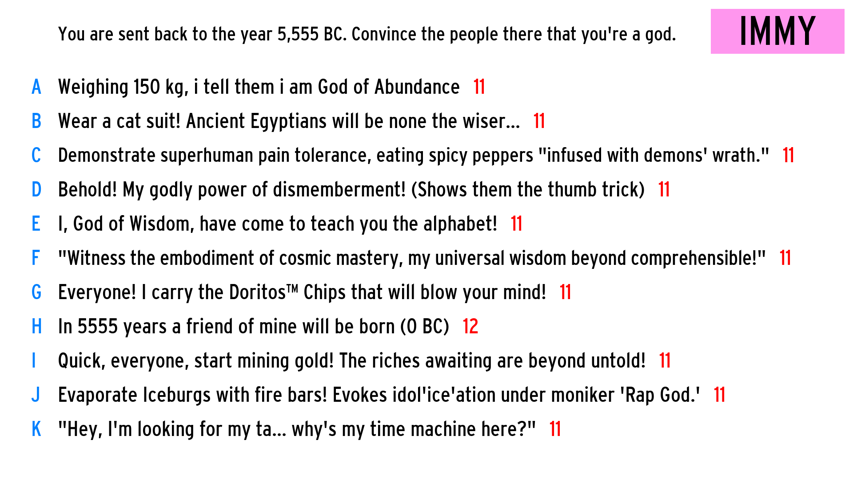 You are sent back to the year 5,555 BC. Convince the people there that you're a god.
IMMY
A Weighing 150 kg, i tell them i am God of Abundance 11
B Wear a cat suit! Ancient Egyptians will be none the wiser... 11
C Demonstrate superhuman pain tolerance, eating spicy peppers "infused with demons' wrath." 11
D Behold! My godly power of dismemberment! (Shows them the thumb trick) 11
E I, God of Wisdom, have come to teach you the alphabet! 11
F "Witness the embodiment of cosmic mastery, my universal wisdom beyond comprehensible!" 11
G Everyone! I carry the Doritos™ Chips that will blow your mind! 11
H In 5555 years a friend of mine will be born (0 BC) 12
I Quick, everyone, start mining gold! The riches awaiting are beyond untold! 11
J Evaporate Iceburgs with fire bars! Evokes idol'ice'ation under moniker 'Rap God.' 11
K "Hey, I'm looking for my ta... why's my time machine here?" 11